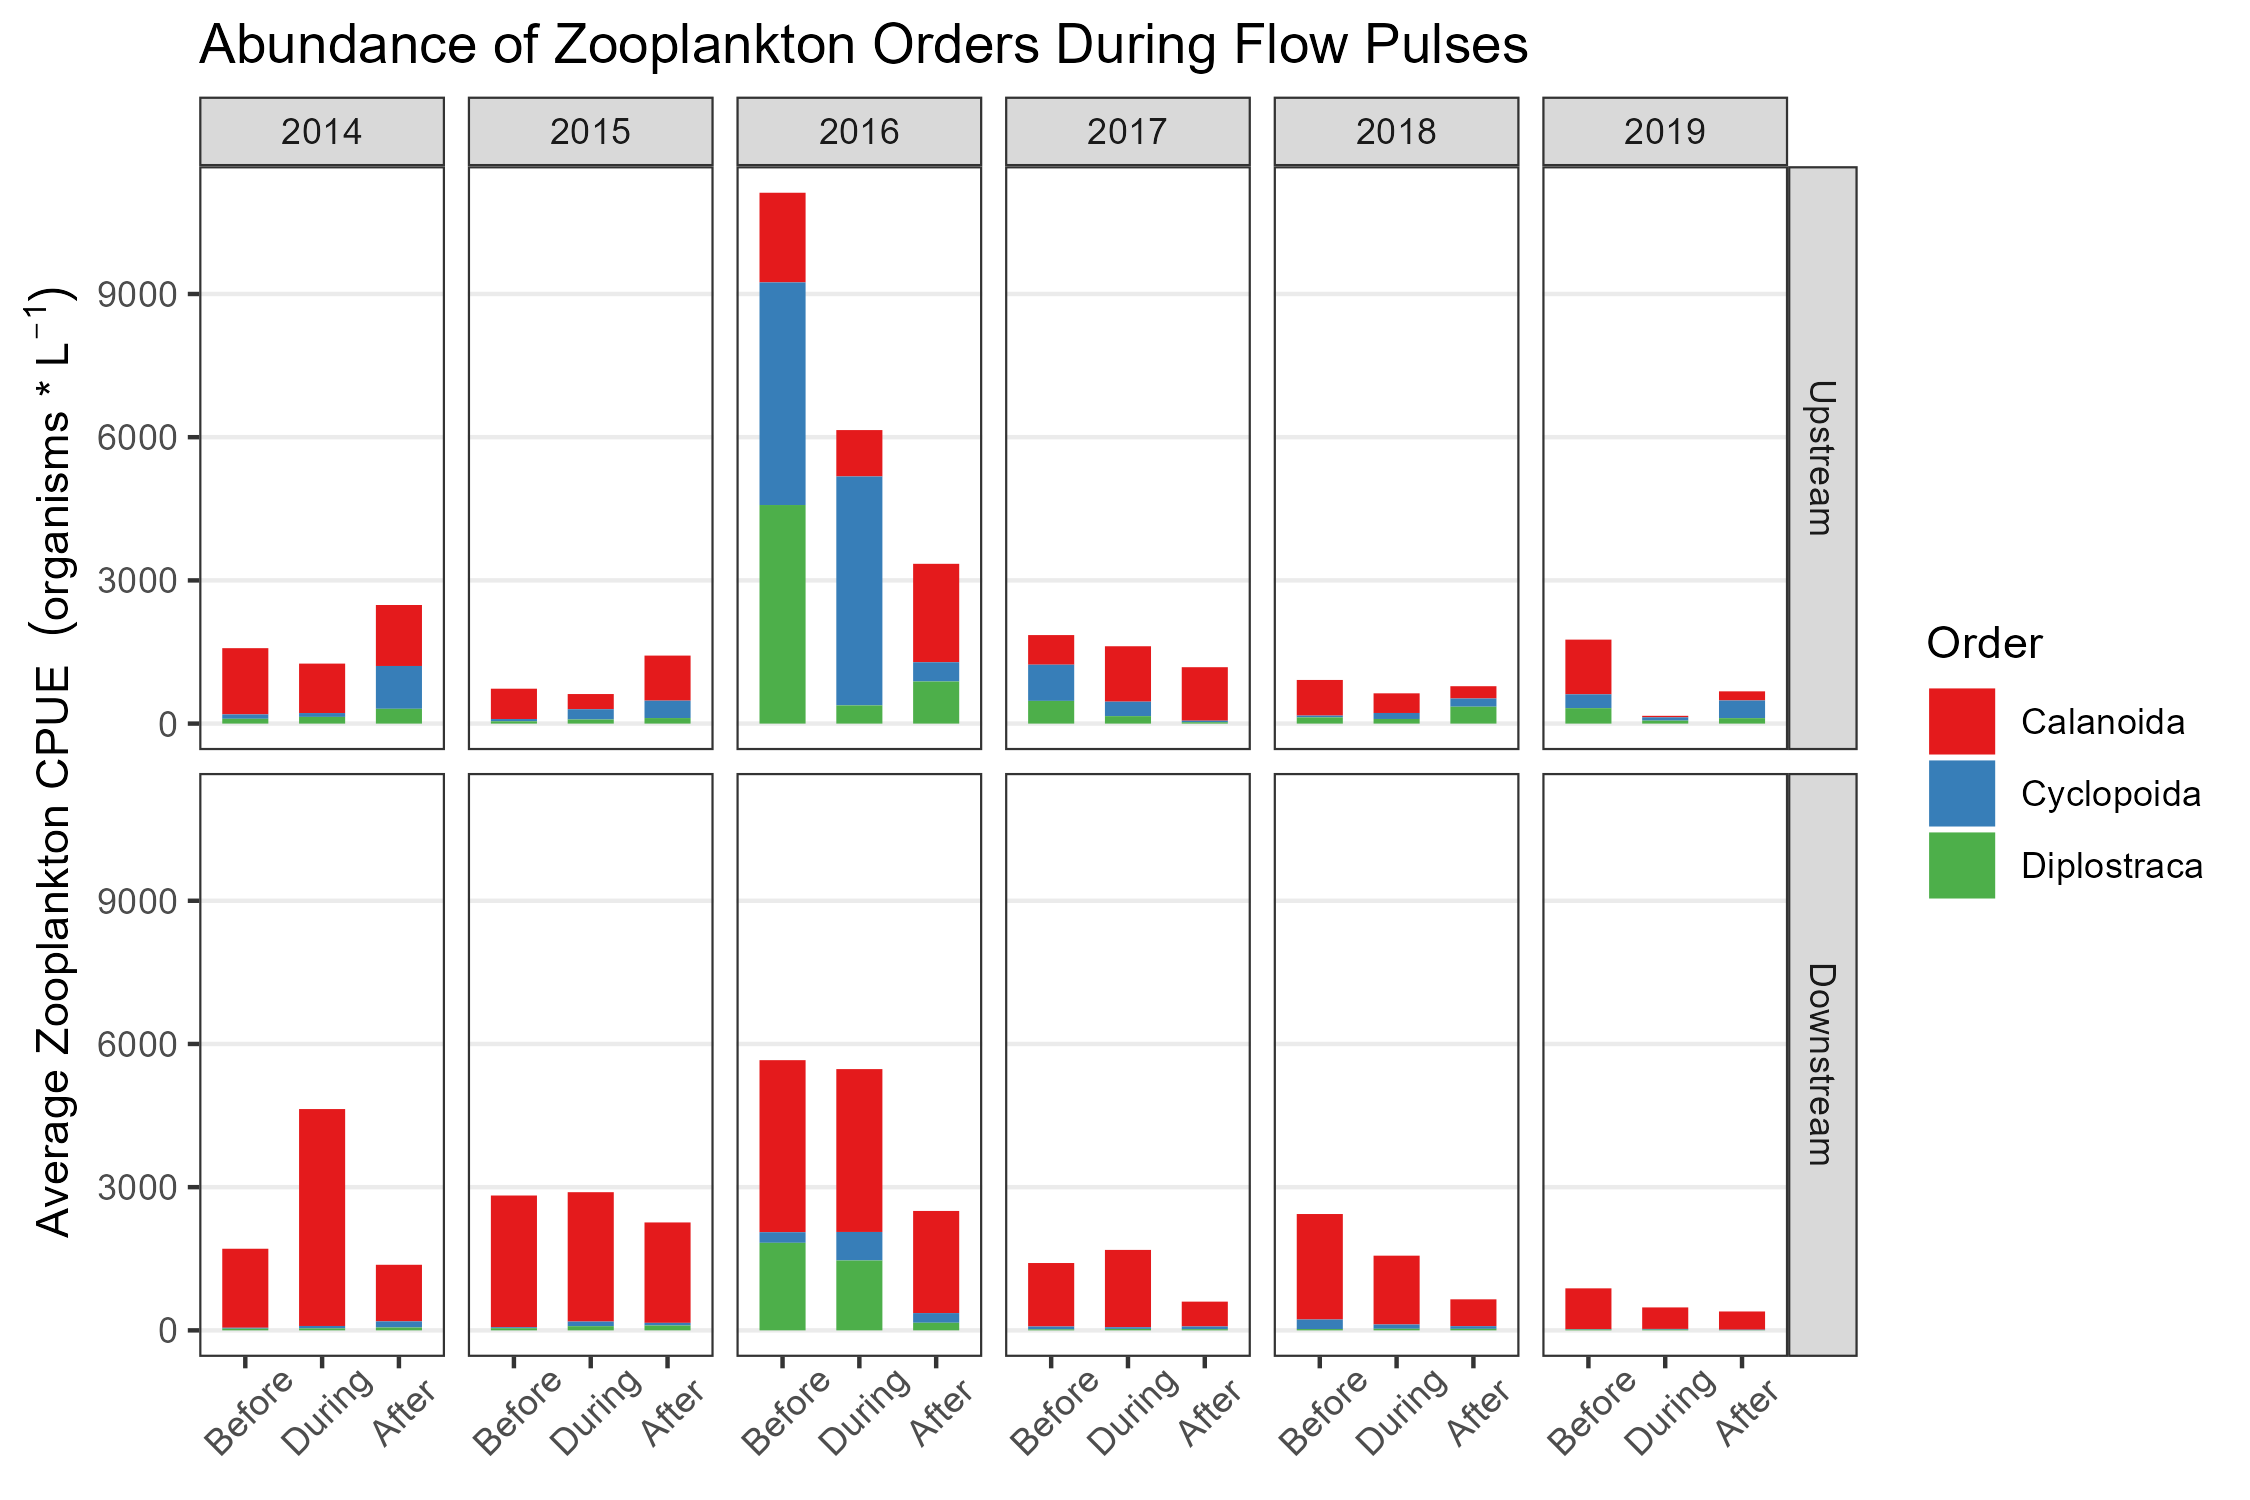 Abundance of Zooplankton Orders During Flow Pulses
2014 2015 2016 2017 2018 2019
Average Zooplankton CPUE (organisms * L⁻¹)
9000
6000
3000
0
Upstream
9000
6000
3000
0
Downstream
Before During After Before During After Before During After Before During After Before During After Before During After
Order
Calanoida
Cyclopoida
Diplostraca